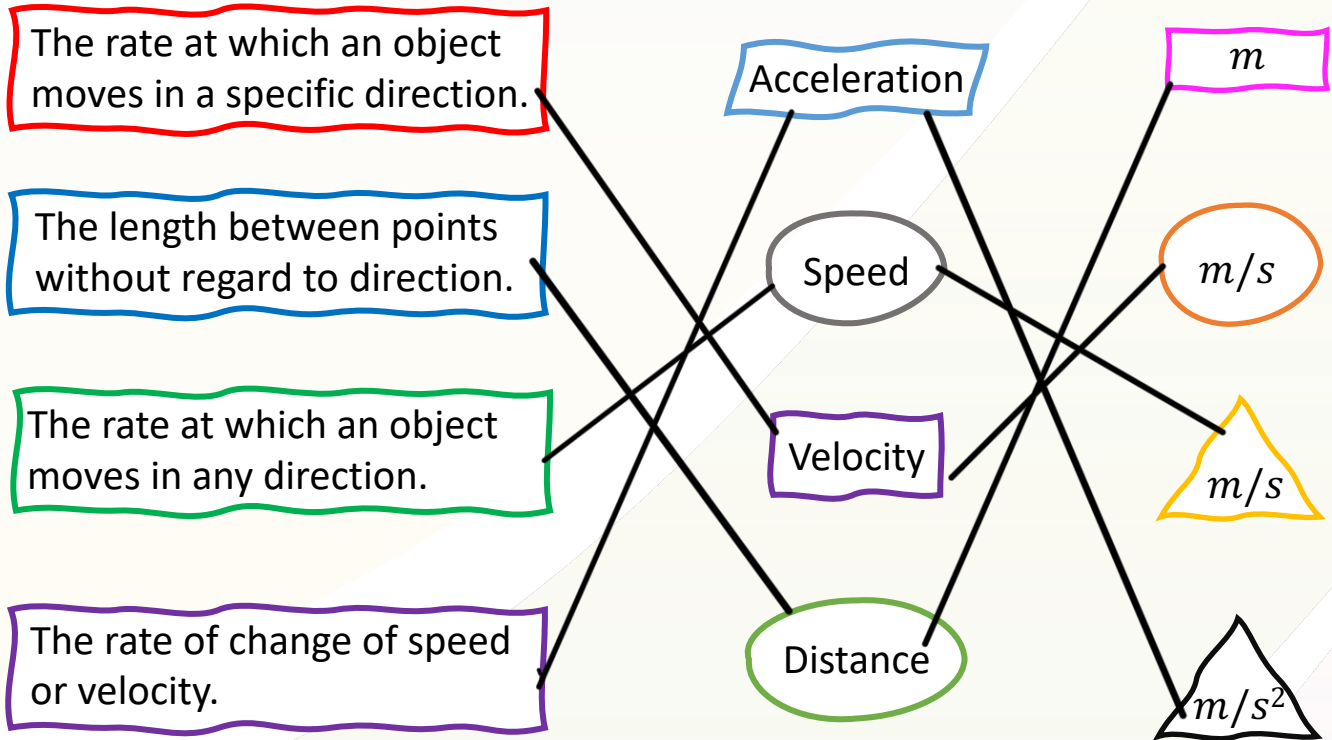 The rate at which an object
moves in a specific direction.
The length between points
without regard to direction.
The rate at which an object
moves in any direction.
The rate of change of speed
or velocity.
Acceleration
Speed
Velocity
Distance
m
m/s
m/s
m/s²